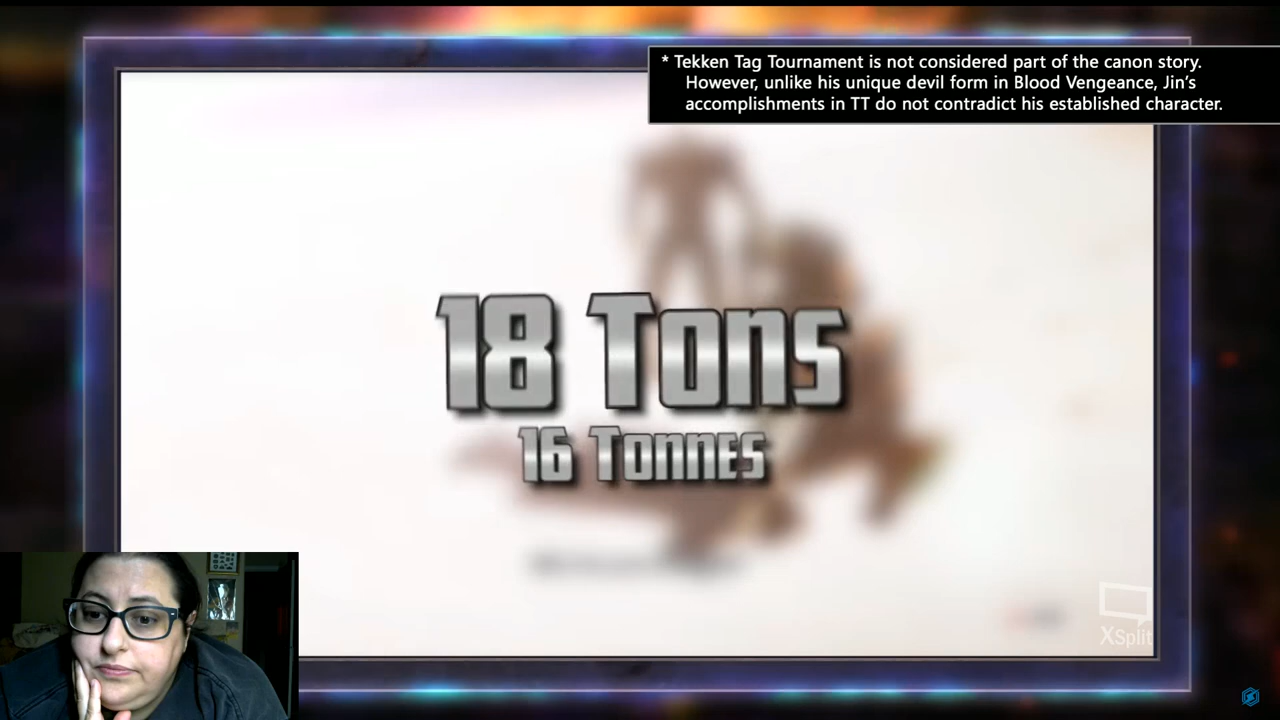 * Tekken Tag Tournament is not considered part of the canon story.
However, unlike his unique devil form in Blood Vengeance, Jin's
accomplishments in TT do not contradict his established character.
18 Tons
16 Tonnes
XSplit